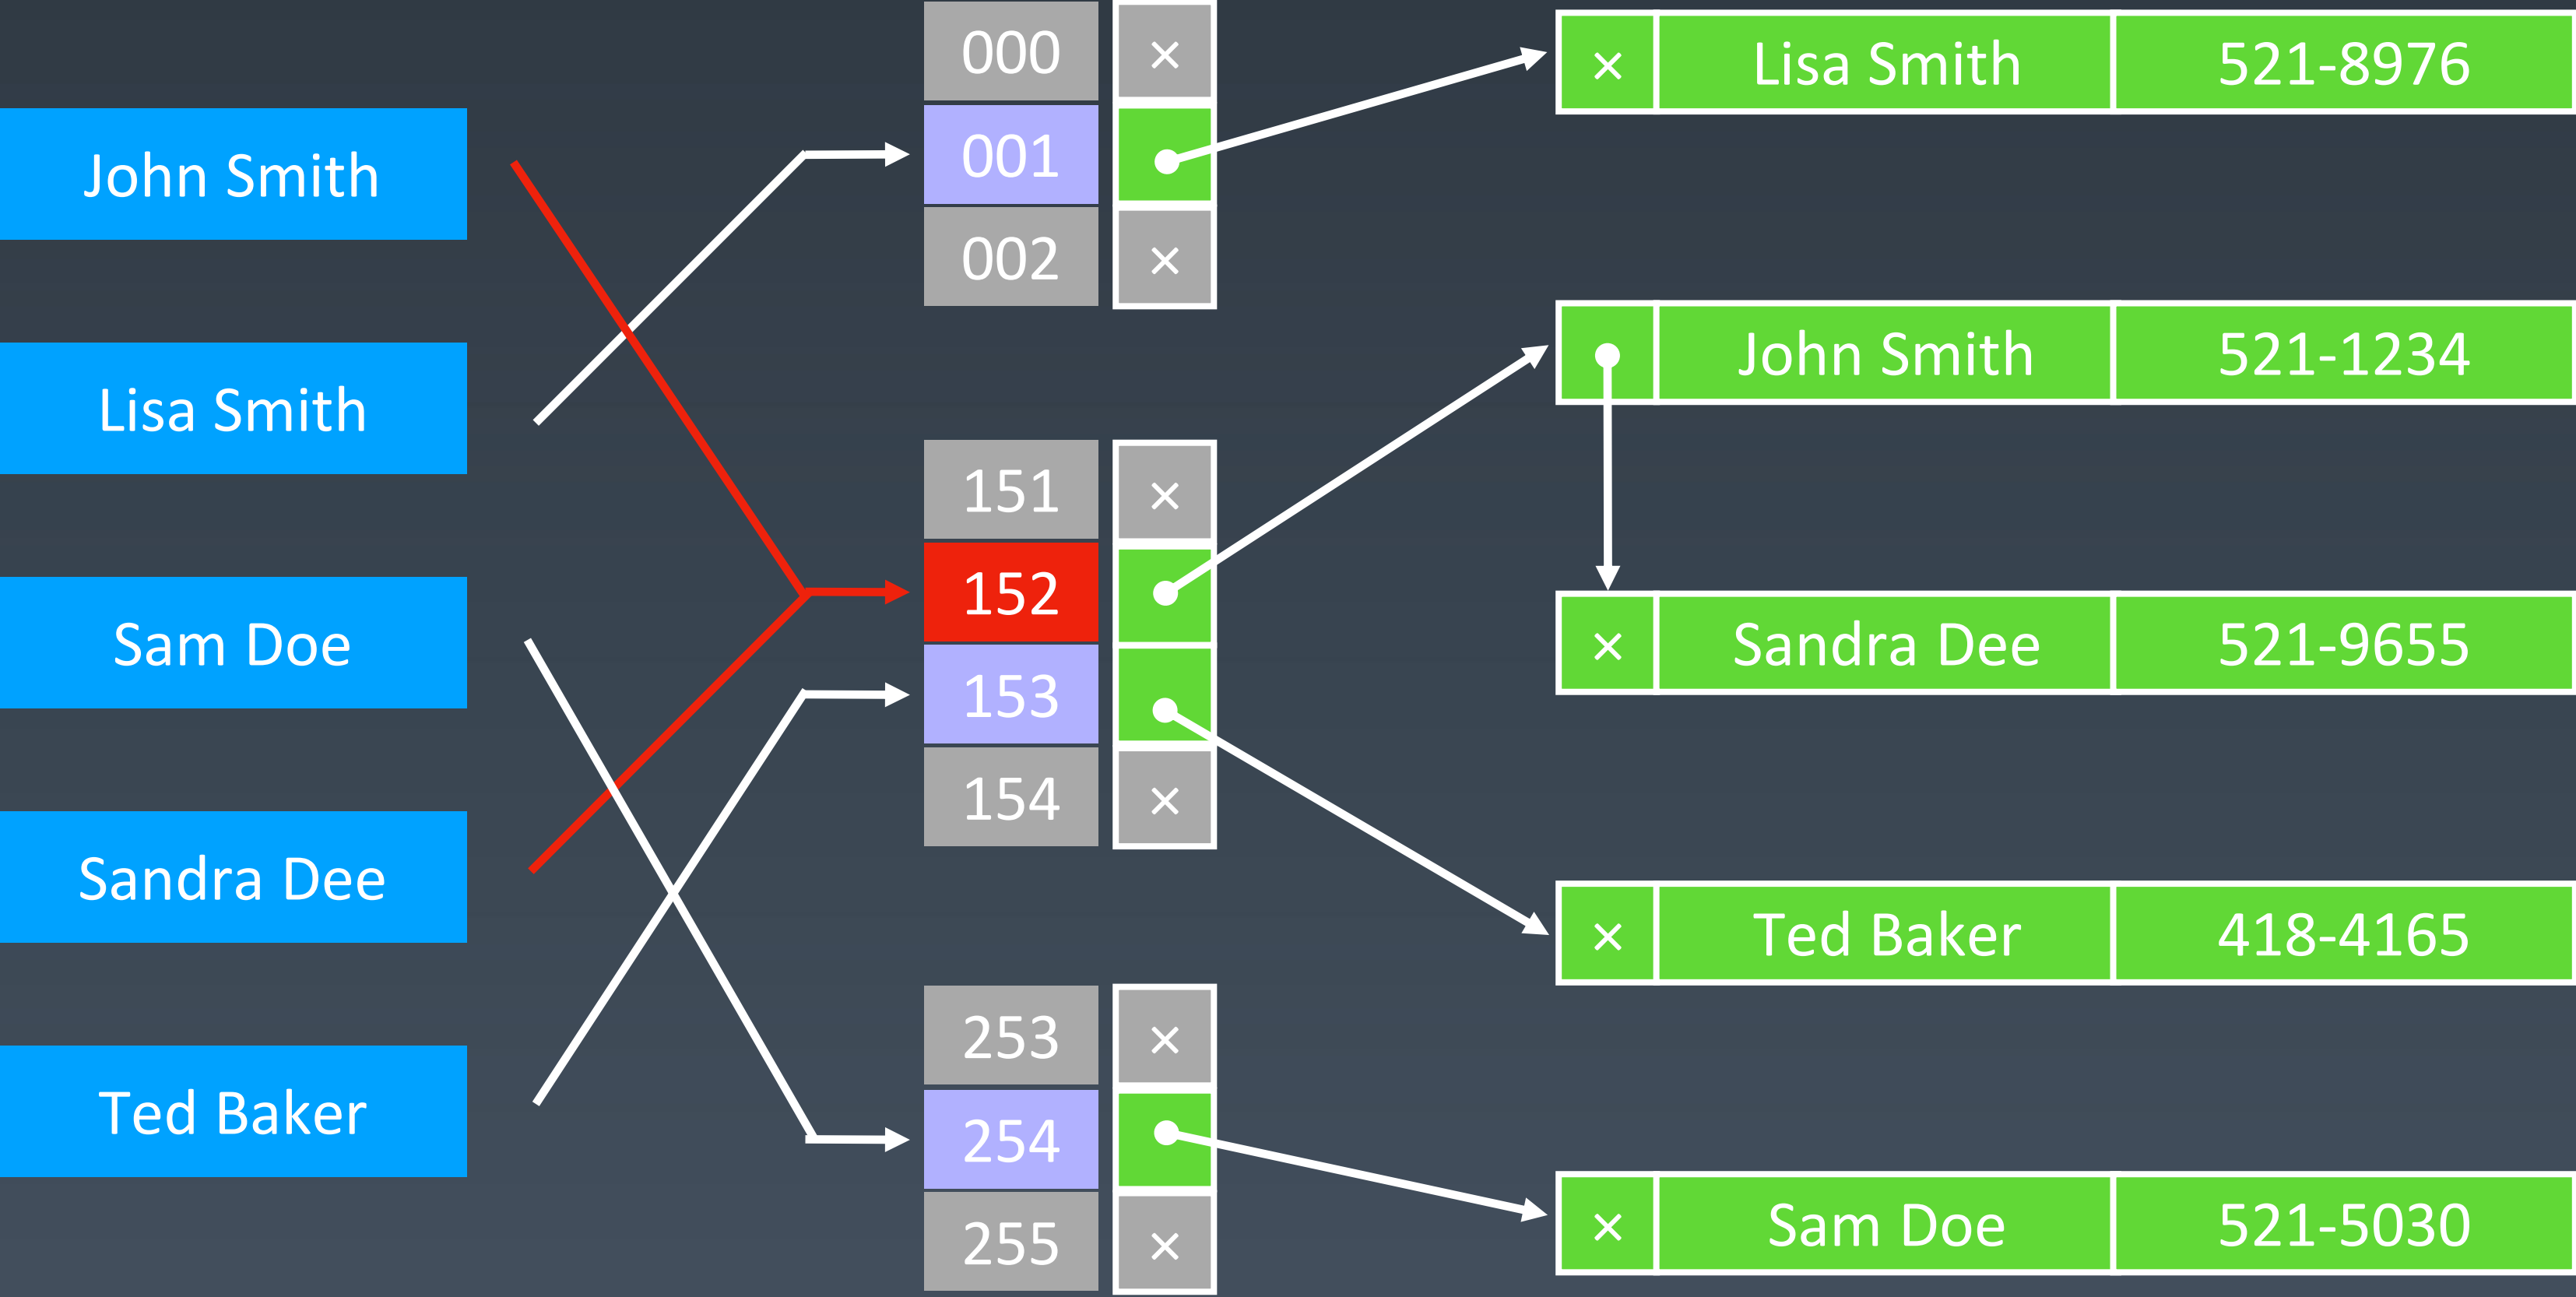 John Smith
Lisa Smith
Sam Doe
Sandra Dee
Ted Baker
000 ×
001
002 ×
151 ×
152
153
154 ×
253 ×
254
255 ×
× Lisa Smith 521-8976
John Smith 521-1234
× Sandra Dee 521-9655
× Ted Baker 418-4165
× Sam Doe 521-5030